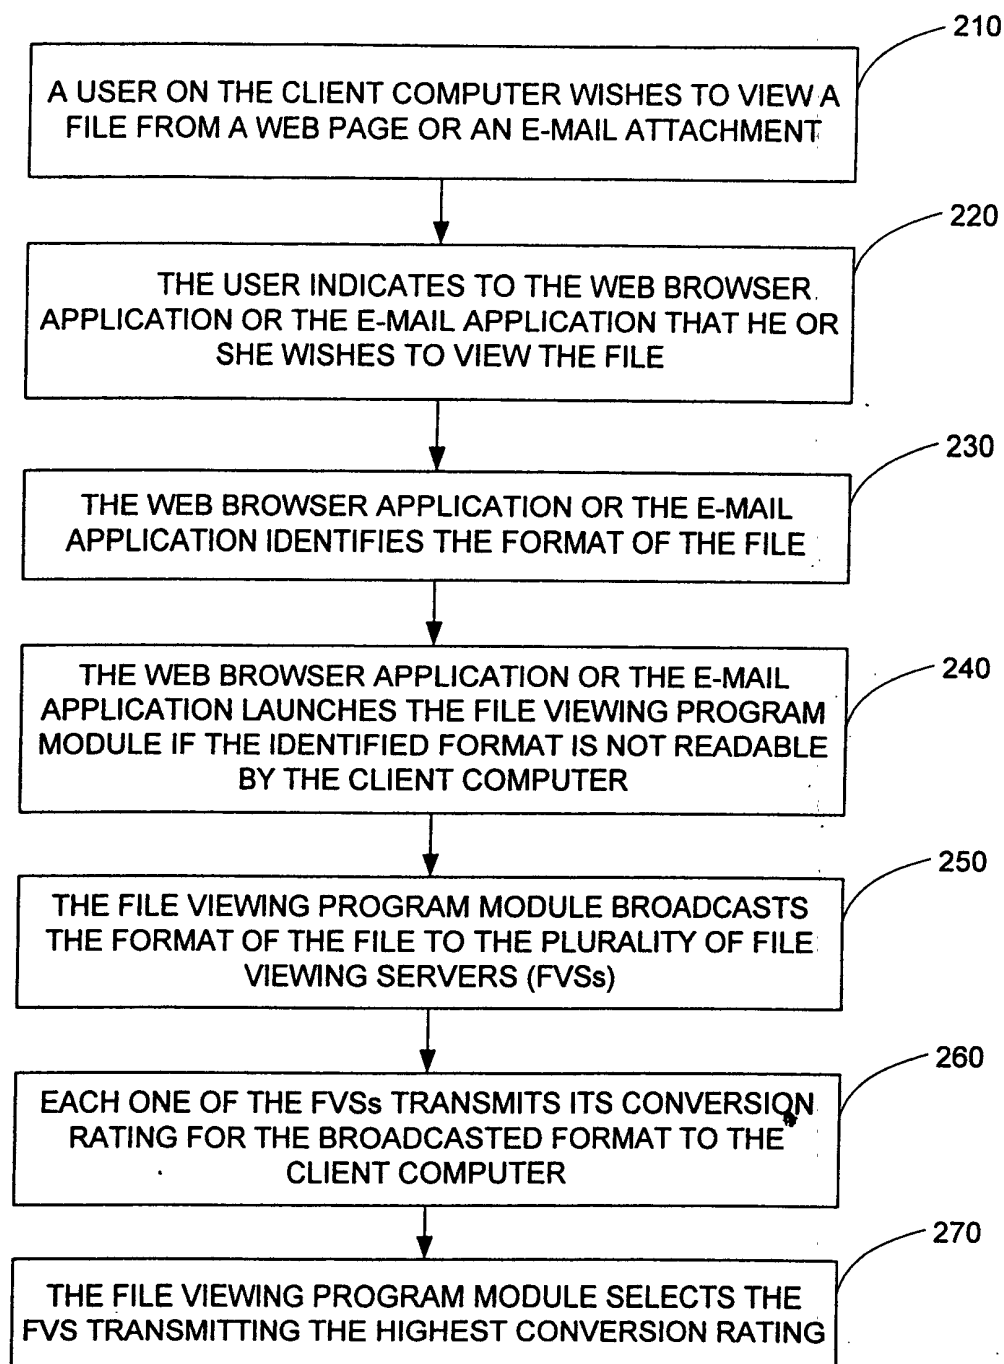 210
A USER ON THE CLIENT COMPUTER WISHES TO VIEW A
FILE FROM A WEB PAGE OR AN E-MAIL ATTACHMENT
220
THE USER INDICATES TO THE WEB BROWSER
APPLICATION OR THE E-MAIL APPLICATION THAT HE OR
SHE WISHES TO VIEW THE FILE
230
THE WEB BROWSER APPLICATION OR THE E-MAIL
APPLICATION IDENTIFIES THE FORMAT OF THE FILE
240
THE WEB BROWSER APPLICATION OR THE E-MAIL
APPLICATION LAUNCHES THE FILE VIEWING PROGRAM
MODULE IF THE IDENTIFIED FORMAT IS NOT READABLE
BY THE CLIENT COMPUTER
250
THE FILE VIEWING PROGRAM MODULE BROADCASTS
THE FORMAT OF THE FILE TO THE PLURALITY OF FILE
VIEWING SERVERS (FVSs)
260
EACH ONE OF THE FVSs TRANSMITS ITS CONVERSION
RATING FOR THE BROADCASTED FORMAT TO THE
CLIENT COMPUTER
270
THE FILE VIEWING PROGRAM MODULE SELECTS THE
FVS TRANSMITTING THE HIGHEST CONVERSION RATING